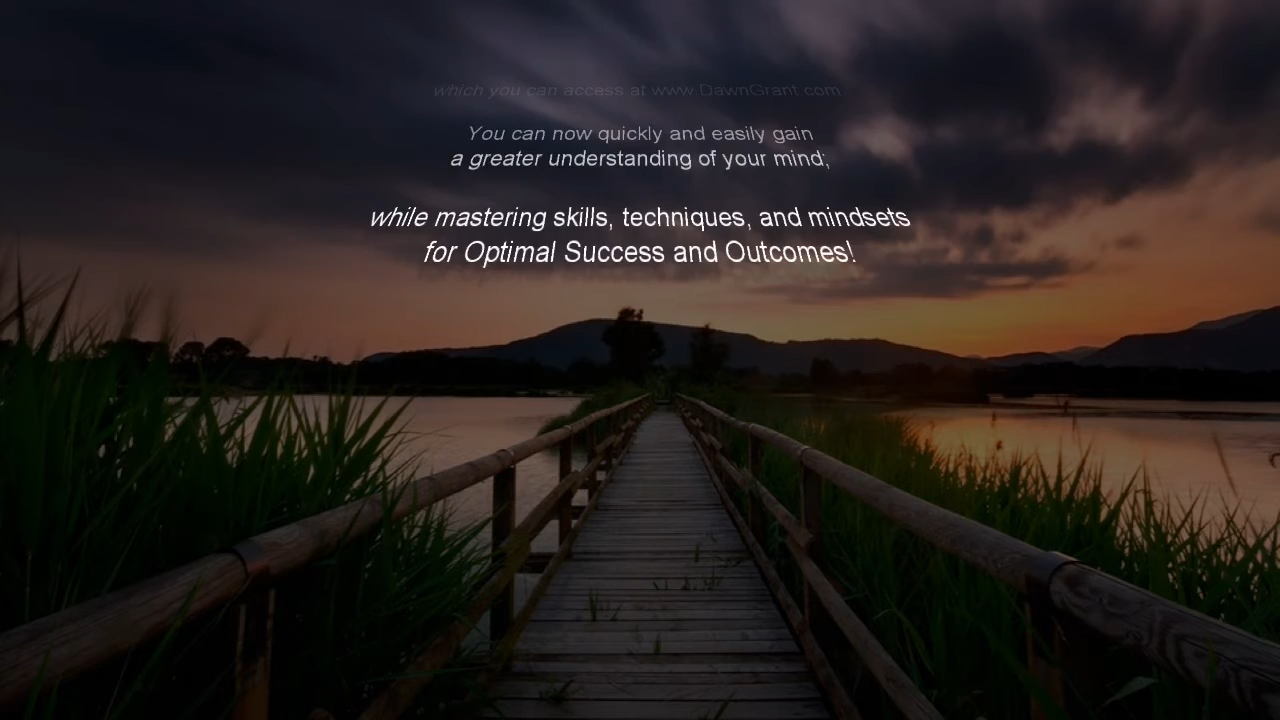 which you can access at www.DawnGrant.com.
You can now quickly and easily gain
a greater understanding of your mind;
while mastering skills, techniques, and mindsets
for Optimal Success and Outcomes!